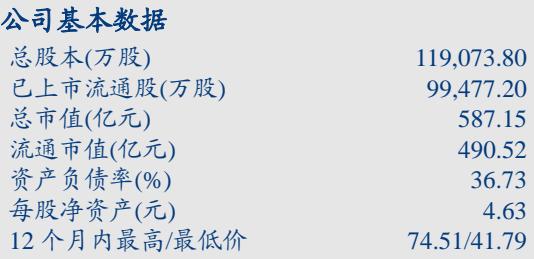 公司基本数据
总股本(万股) 119,073.80
已上市流通股(万股) 99,477.20
总市值(亿元) 587.15
流通市值(亿元) 490.52
资产负债率(%) 36.73
每股净资产(元) 4.63
12 个月内最高/最低价 74.51/41.79